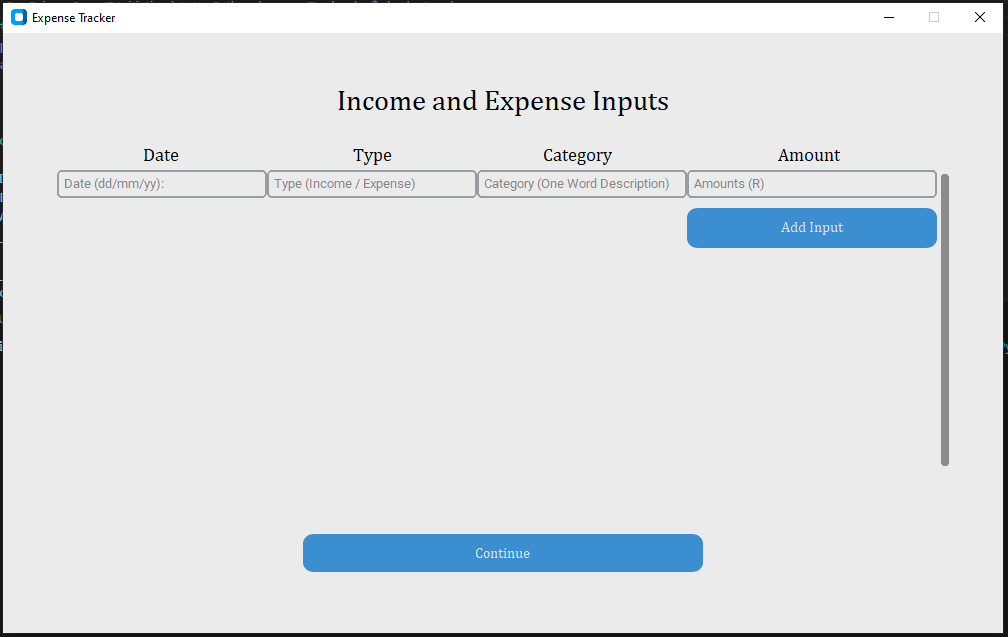 Expense Tracker
Income and Expense Inputs
Date Type Category Amount
Date (dd/mm/yy): Type (Income / Expense) Category (One Word Description) Amounts (R)
Add Input
Continue